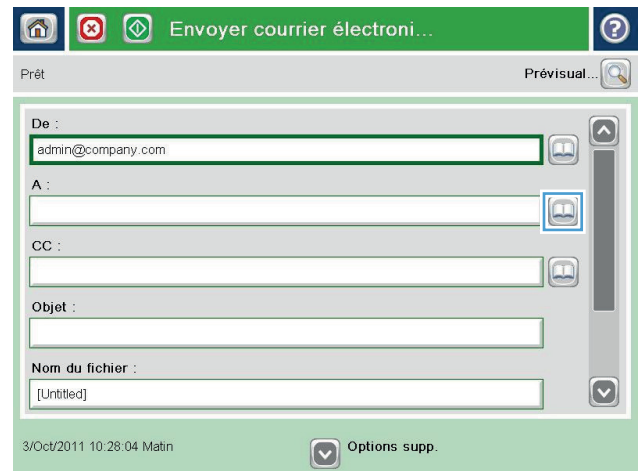 Envoyer courrier électroni...
Prêt Prévisual...
De :
admin@company.com
A :
CC :
Objet :
Nom du fichier :
[Untitled]
3/Oct/2011 10:28:04 Matin Options supp.